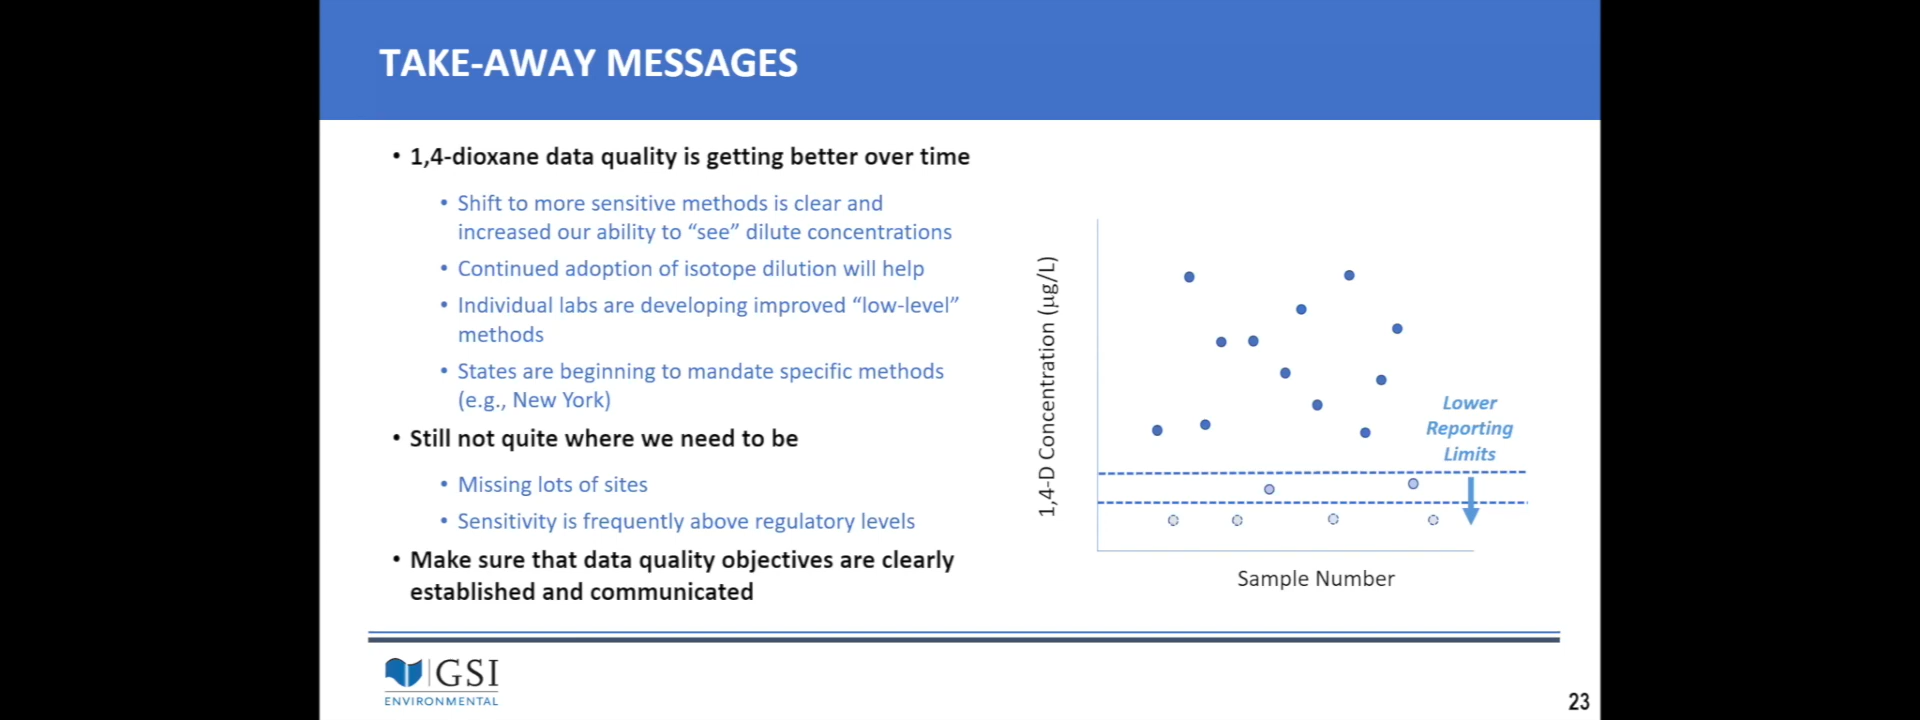 TAKE-AWAY MESSAGES
• 1,4-dioxane data quality is getting better over time
• Shift to more sensitive methods is clear and
increased our ability to “see” dilute concentrations
• Continued adoption of isotope dilution will help
• Individual labs are developing improved “low-level”
methods
• States are beginning to mandate specific methods
(e.g., New York)
• Still not quite where we need to be
• Missing lots of sites
• Sensitivity is frequently above regulatory levels
• Make sure that data quality objectives are clearly
established and communicated
1,4-D Concentration (µg/L)
Lower
Reporting
Limits
Sample Number
GSI
ENVIRONMENTAL
23